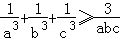 1/a³ + 1/b³ + 1/c³ ⩾ 3/abc